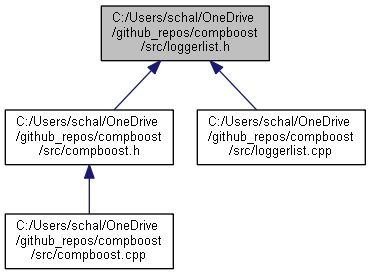 C:/Users/schal/OneDrive
/github_repos/compboost
/src/loggerlist.h
C:/Users/schal/OneDrive
/github_repos/compboost
/src/compboost.h
C:/Users/schal/OneDrive
/github_repos/compboost
/src/loggerlist.cpp
C:/Users/schal/OneDrive
/github_repos/compboost
/src/compboost.cpp